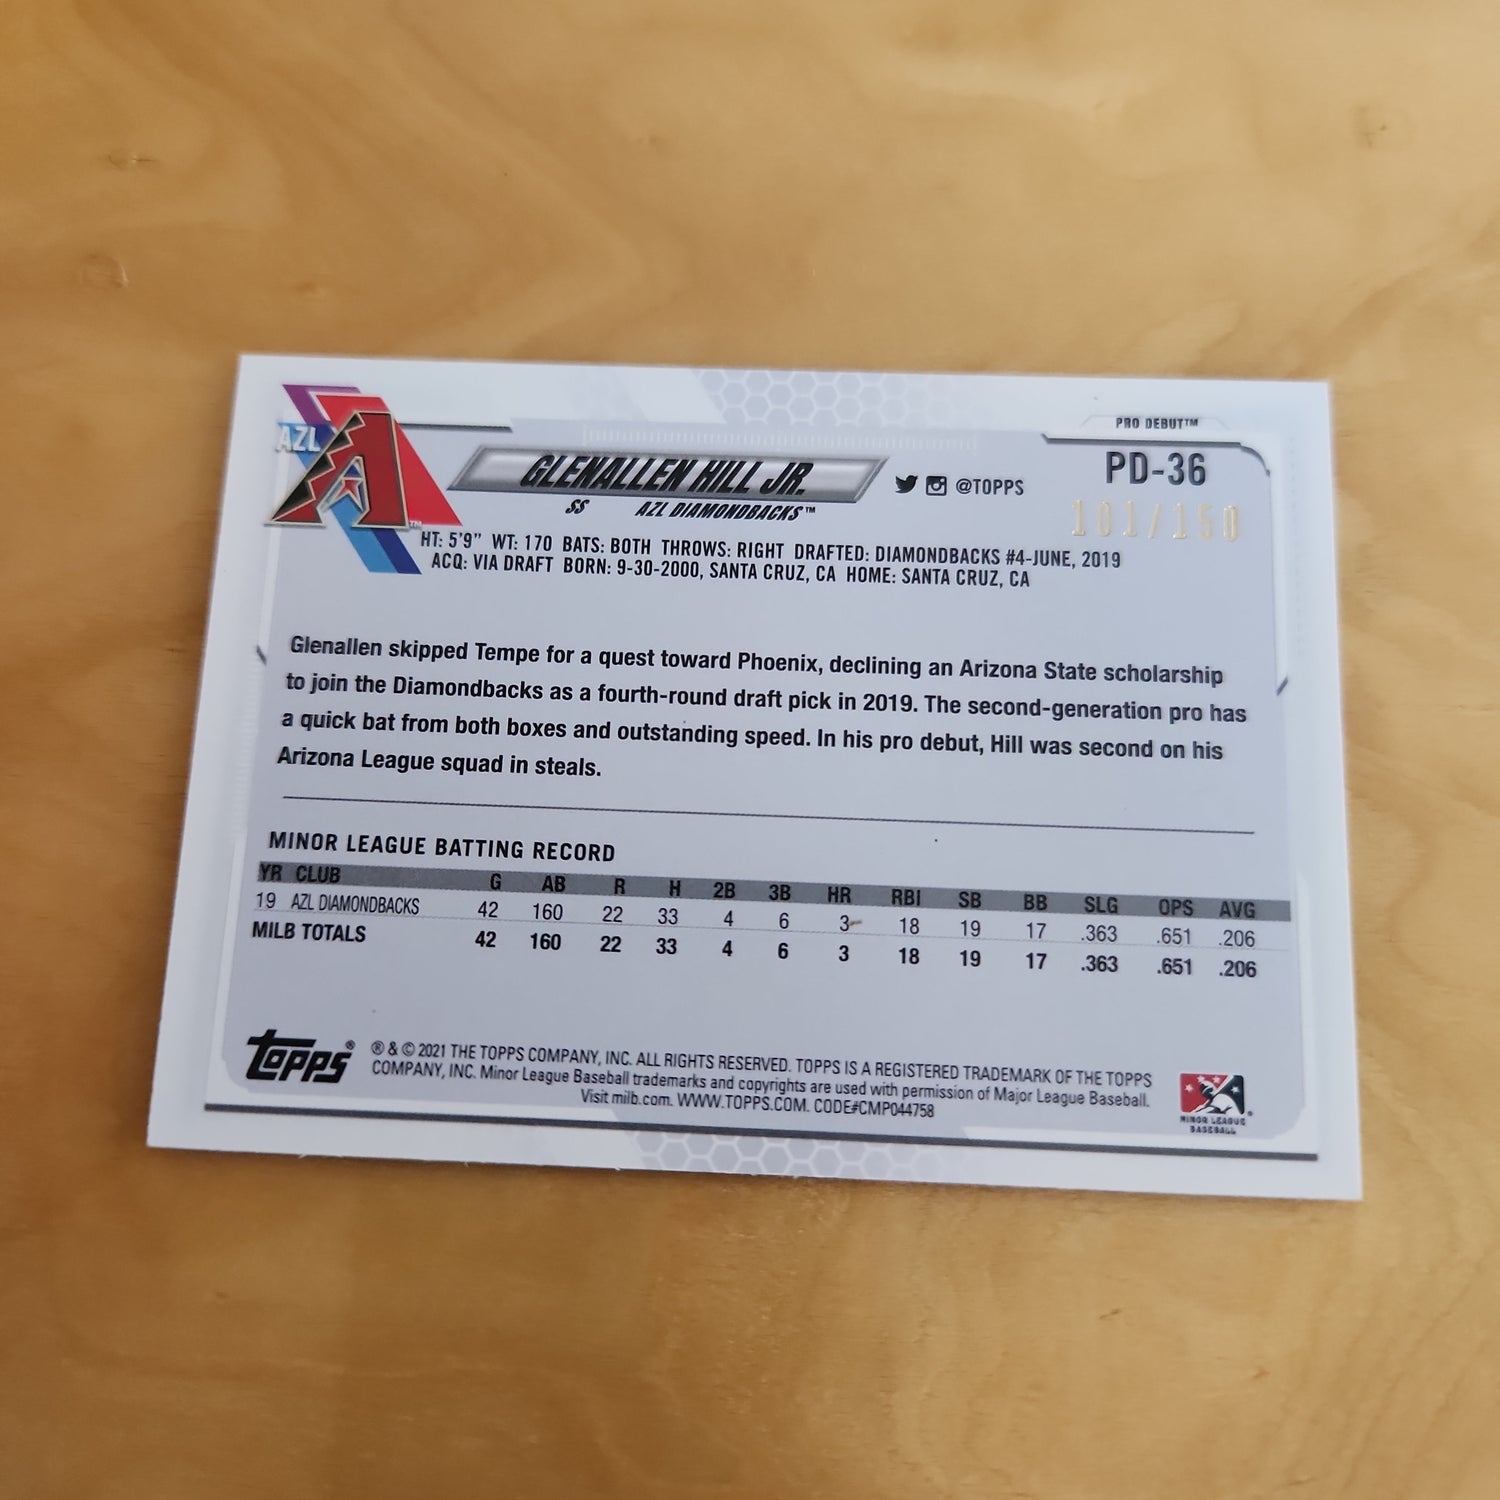 AZL
PRO DEBUT™
GLENALLEN HILL JR.
@TOPPS
PD-36
SS AZL DIAMONDBACKS™
101/150
HT: 5'9" WT: 170 BATS: BOTH THROWS: RIGHT DRAFTED: DIAMONDBACKS #4-JUNE, 2019
ACQ: VIA DRAFT BORN: 9-30-2000, SANTA CRUZ, CA HOME: SANTA CRUZ, CA
Glenallen skipped Tempe for a quest toward Phoenix, declining an Arizona State scholarship
to join the Diamondbacks as a fourth-round draft pick in 2019. The second-generation pro has
a quick bat from both boxes and outstanding speed. In his pro debut, Hill was second on his
Arizona League squad in steals.
MINOR LEAGUE BATTING RECORD
YR CLUB G AB R H 2B 3B HR RBI SB BB SLG OPS AVG
19 AZL DIAMONDBACKS 42 160 22 33 4 6 3 18 19 17 .363 .651 .206
MILB TOTALS 42 160 22 33 4 6 3 18 19 17 .363 .651 .206
Topps®
® & © 2021 THE TOPPS COMPANY, INC. ALL RIGHTS RESERVED. TOPPS IS A REGISTERED TRADEMARK OF THE TOPPS
COMPANY, INC. Minor League Baseball trademarks and copyrights are used with permission of Major League Baseball.
Visit milb.com. WWW.TOPPS.COM. CODE#CMP044758
MINOR LEAGUE
BASEBALL